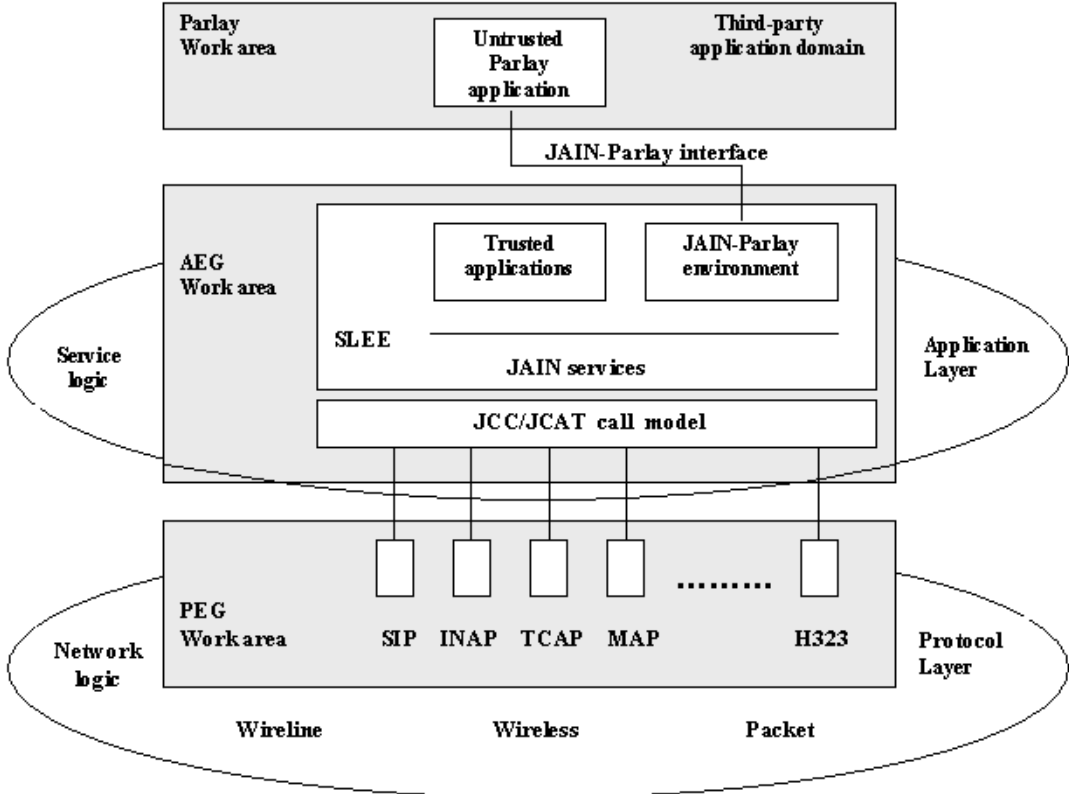 Parlay
Work area
Untrusted
Parlay
application
Third-party
application domain
JAIN-Parlay interface
AEG
Work area
Trusted
applications
JAIN-Parlay
environment
SLEE
JAIN services
Service
logic
Application
Layer
JCC/JCAT call model
PEG
Work area
SIP INAP TCAP MAP ......... H323
Network
logic
Protocol
Layer
Wireline Wireless Packet